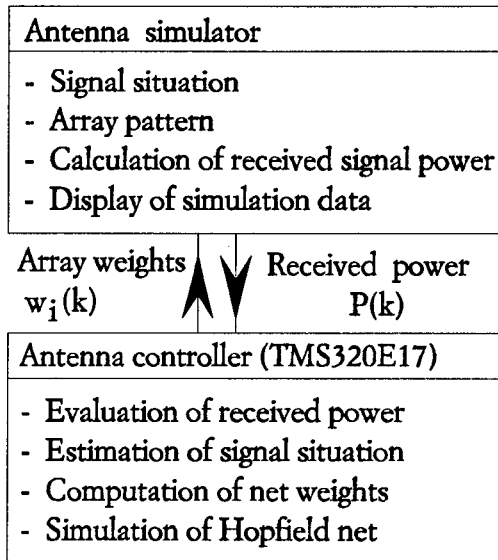 Antenna simulator
- Signal situation
- Array pattern
- Calculation of received signal power
- Display of simulation data
Array weights
w_i(k)
Received power
P(k)
Antenna controller (TMS320E17)
- Evaluation of received power
- Estimation of signal situation
- Computation of net weights
- Simulation of Hopfield net